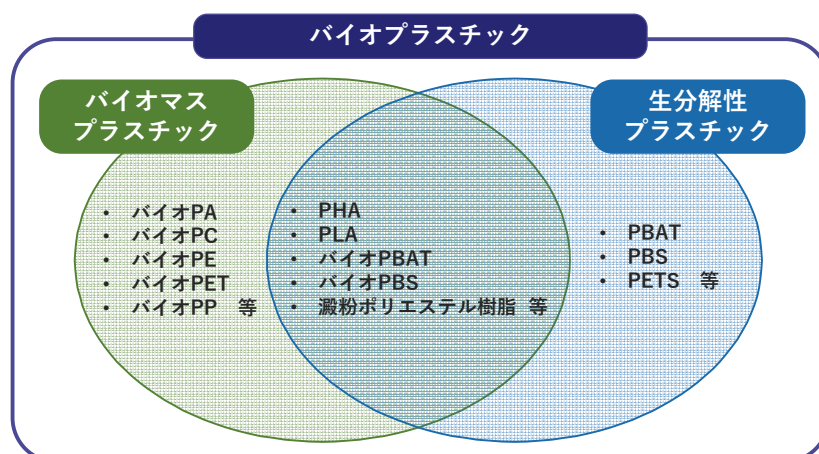 バイオプラスチック
バイオマス
プラスチック
生分解性
プラスチック
• バイオPA
• バイオPC
• バイオPE
• バイオPET
• バイオPP 等
• PHA
• PLA
• バイオPBAT
• バイオPBS
• 澱粉ポリエステル樹脂 等
• PBAT
• PBS
• PETS 等